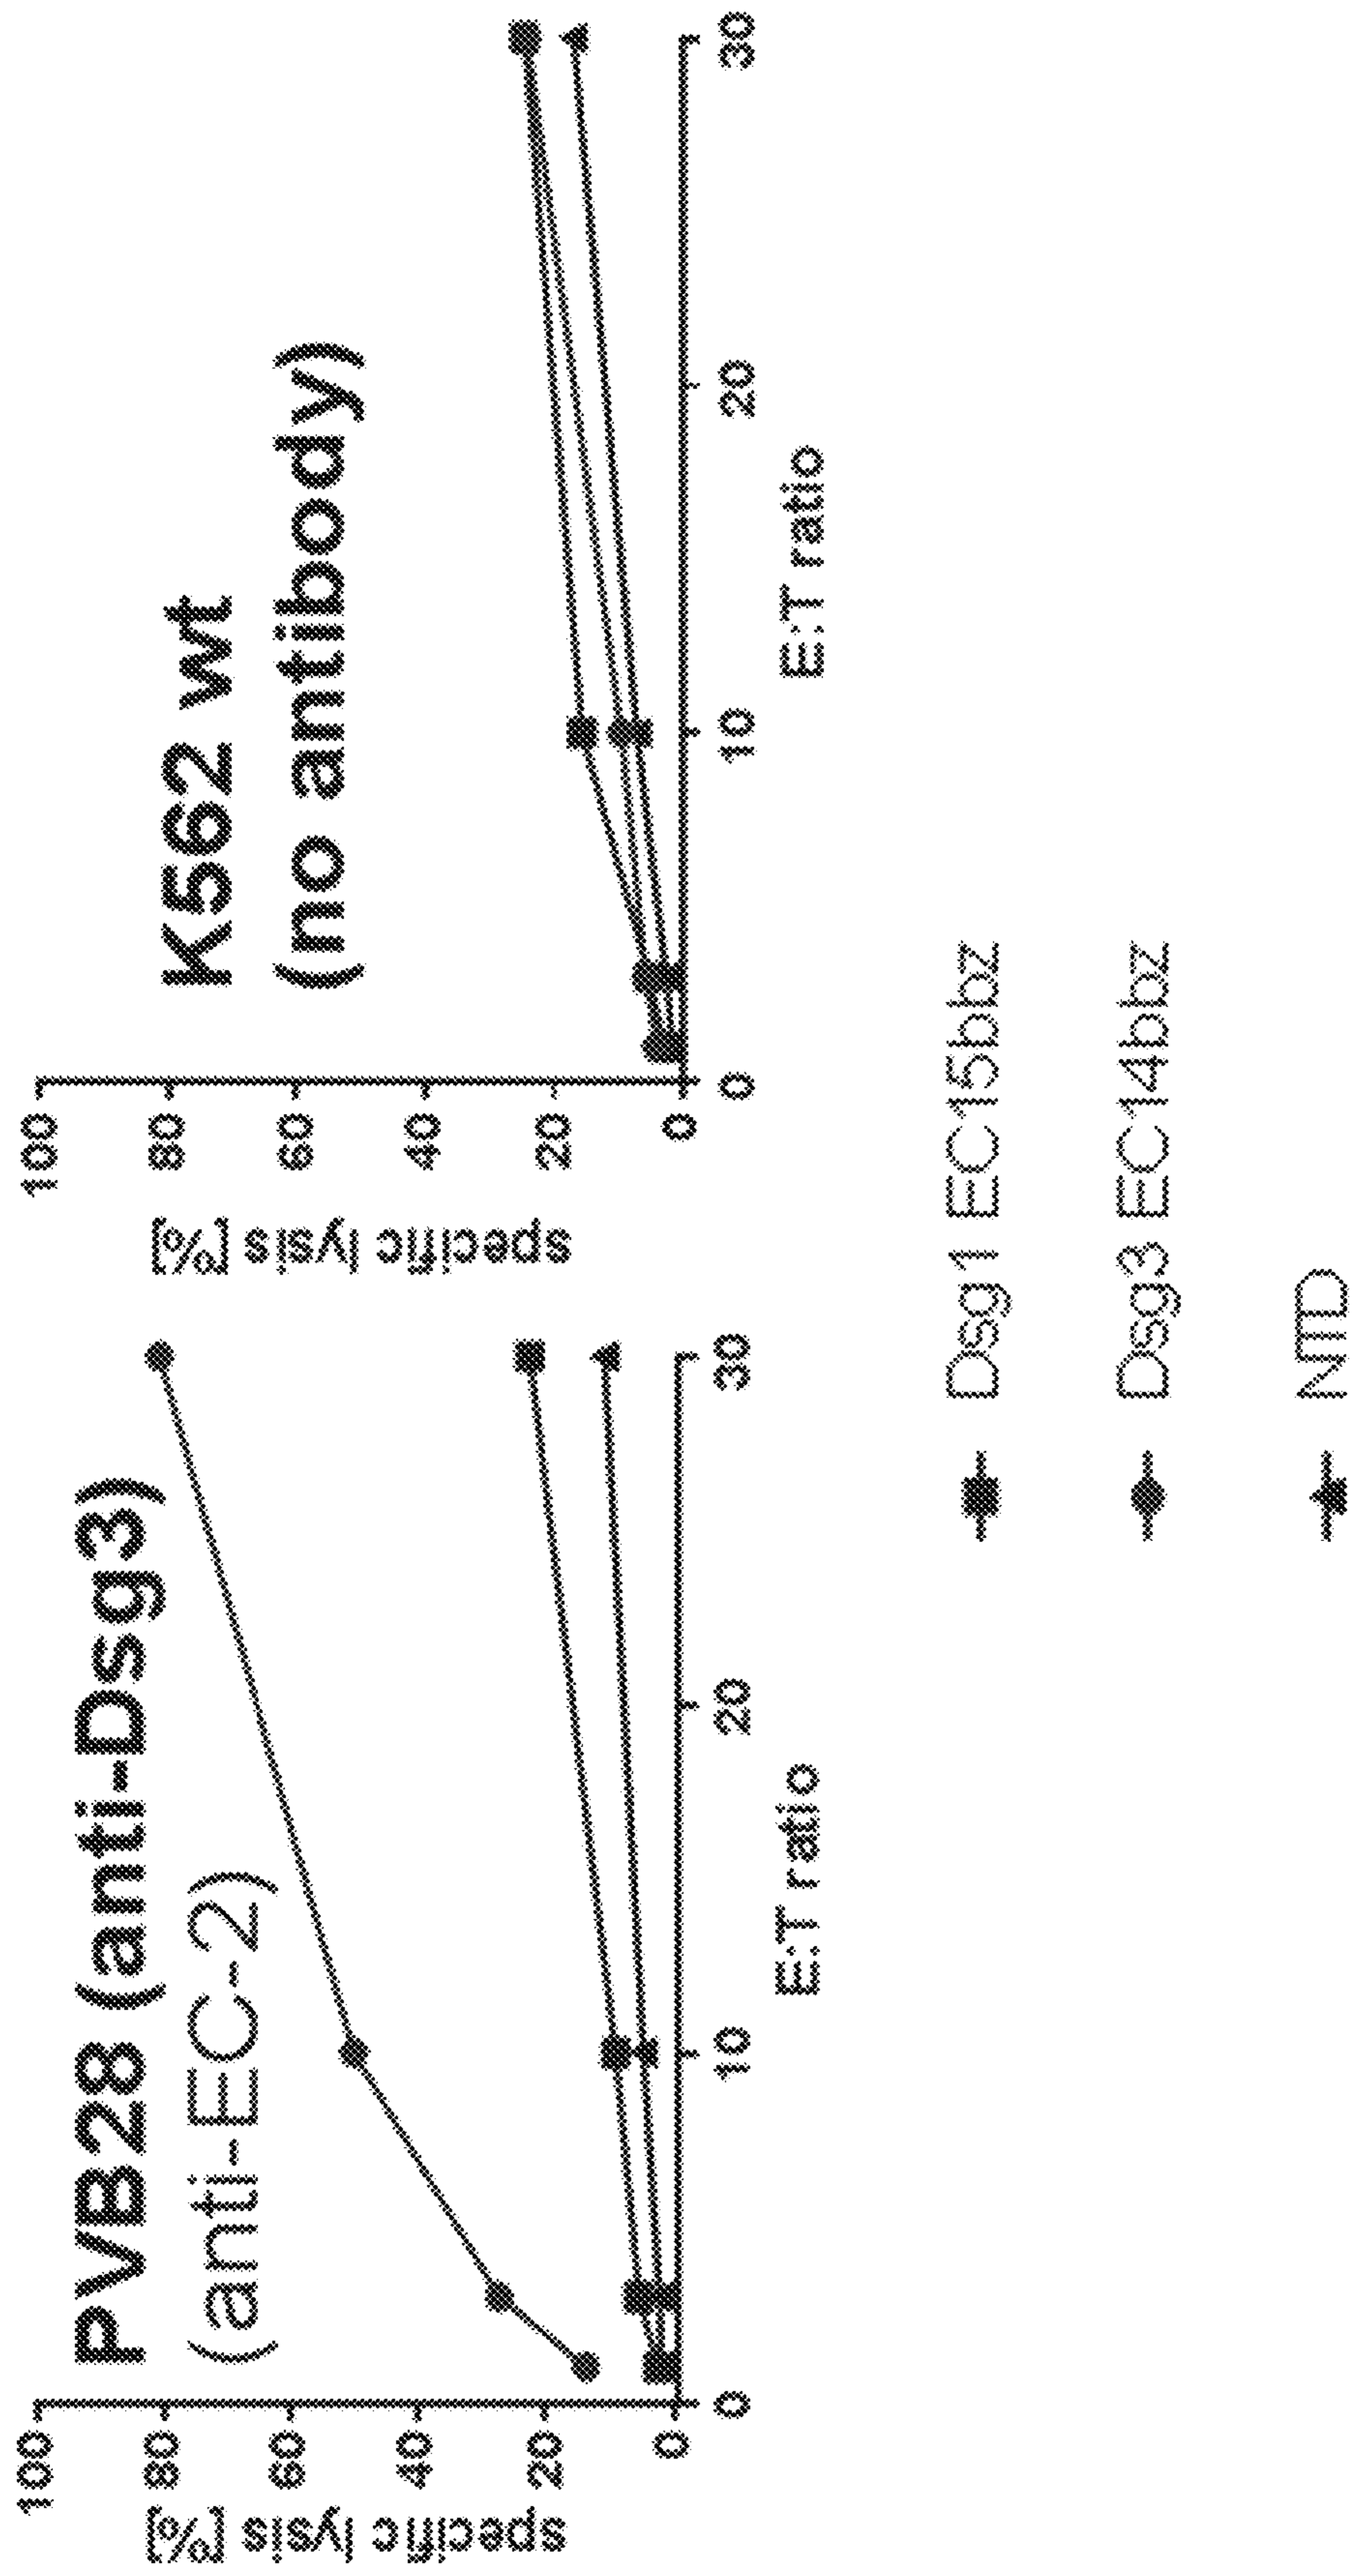 PVB28 (anti-Dsg3)
(anti-EC-2)
100
80
60
40
20
0
specific lysis [%]
0
10
20
30
E:T ratio
K562 wt
(no antibody)
100
80
60
40
20
0
specific lysis [%]
0
10
20
30
E:T ratio
Dsg1 EC15bbz
Dsg3 EC14bbz
NTD